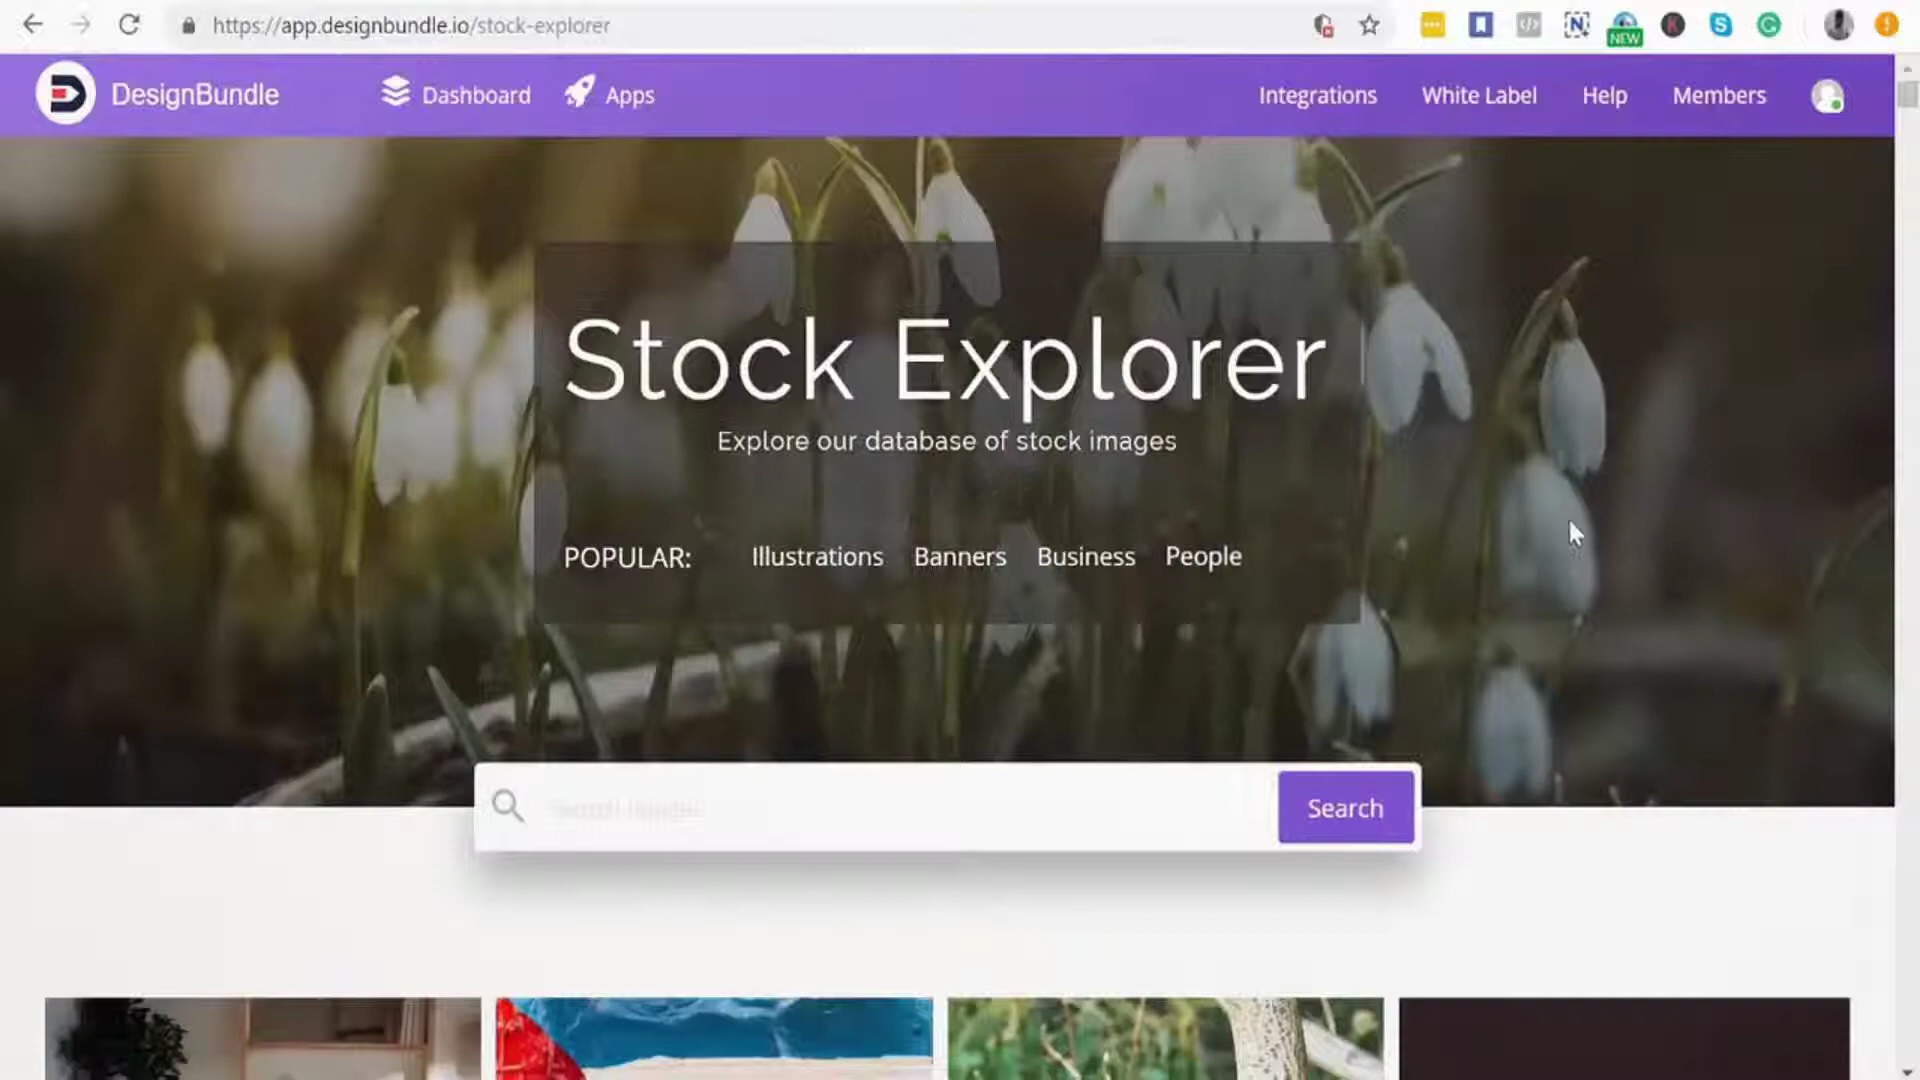 https://app.designbundle.io/stock-explorer
NEW
DesignBundle
Dashboard
Apps
Integrations
White Label
Help
Members
Stock Explorer
Explore our database of stock images
POPULAR: Illustrations Banners Business People
Search